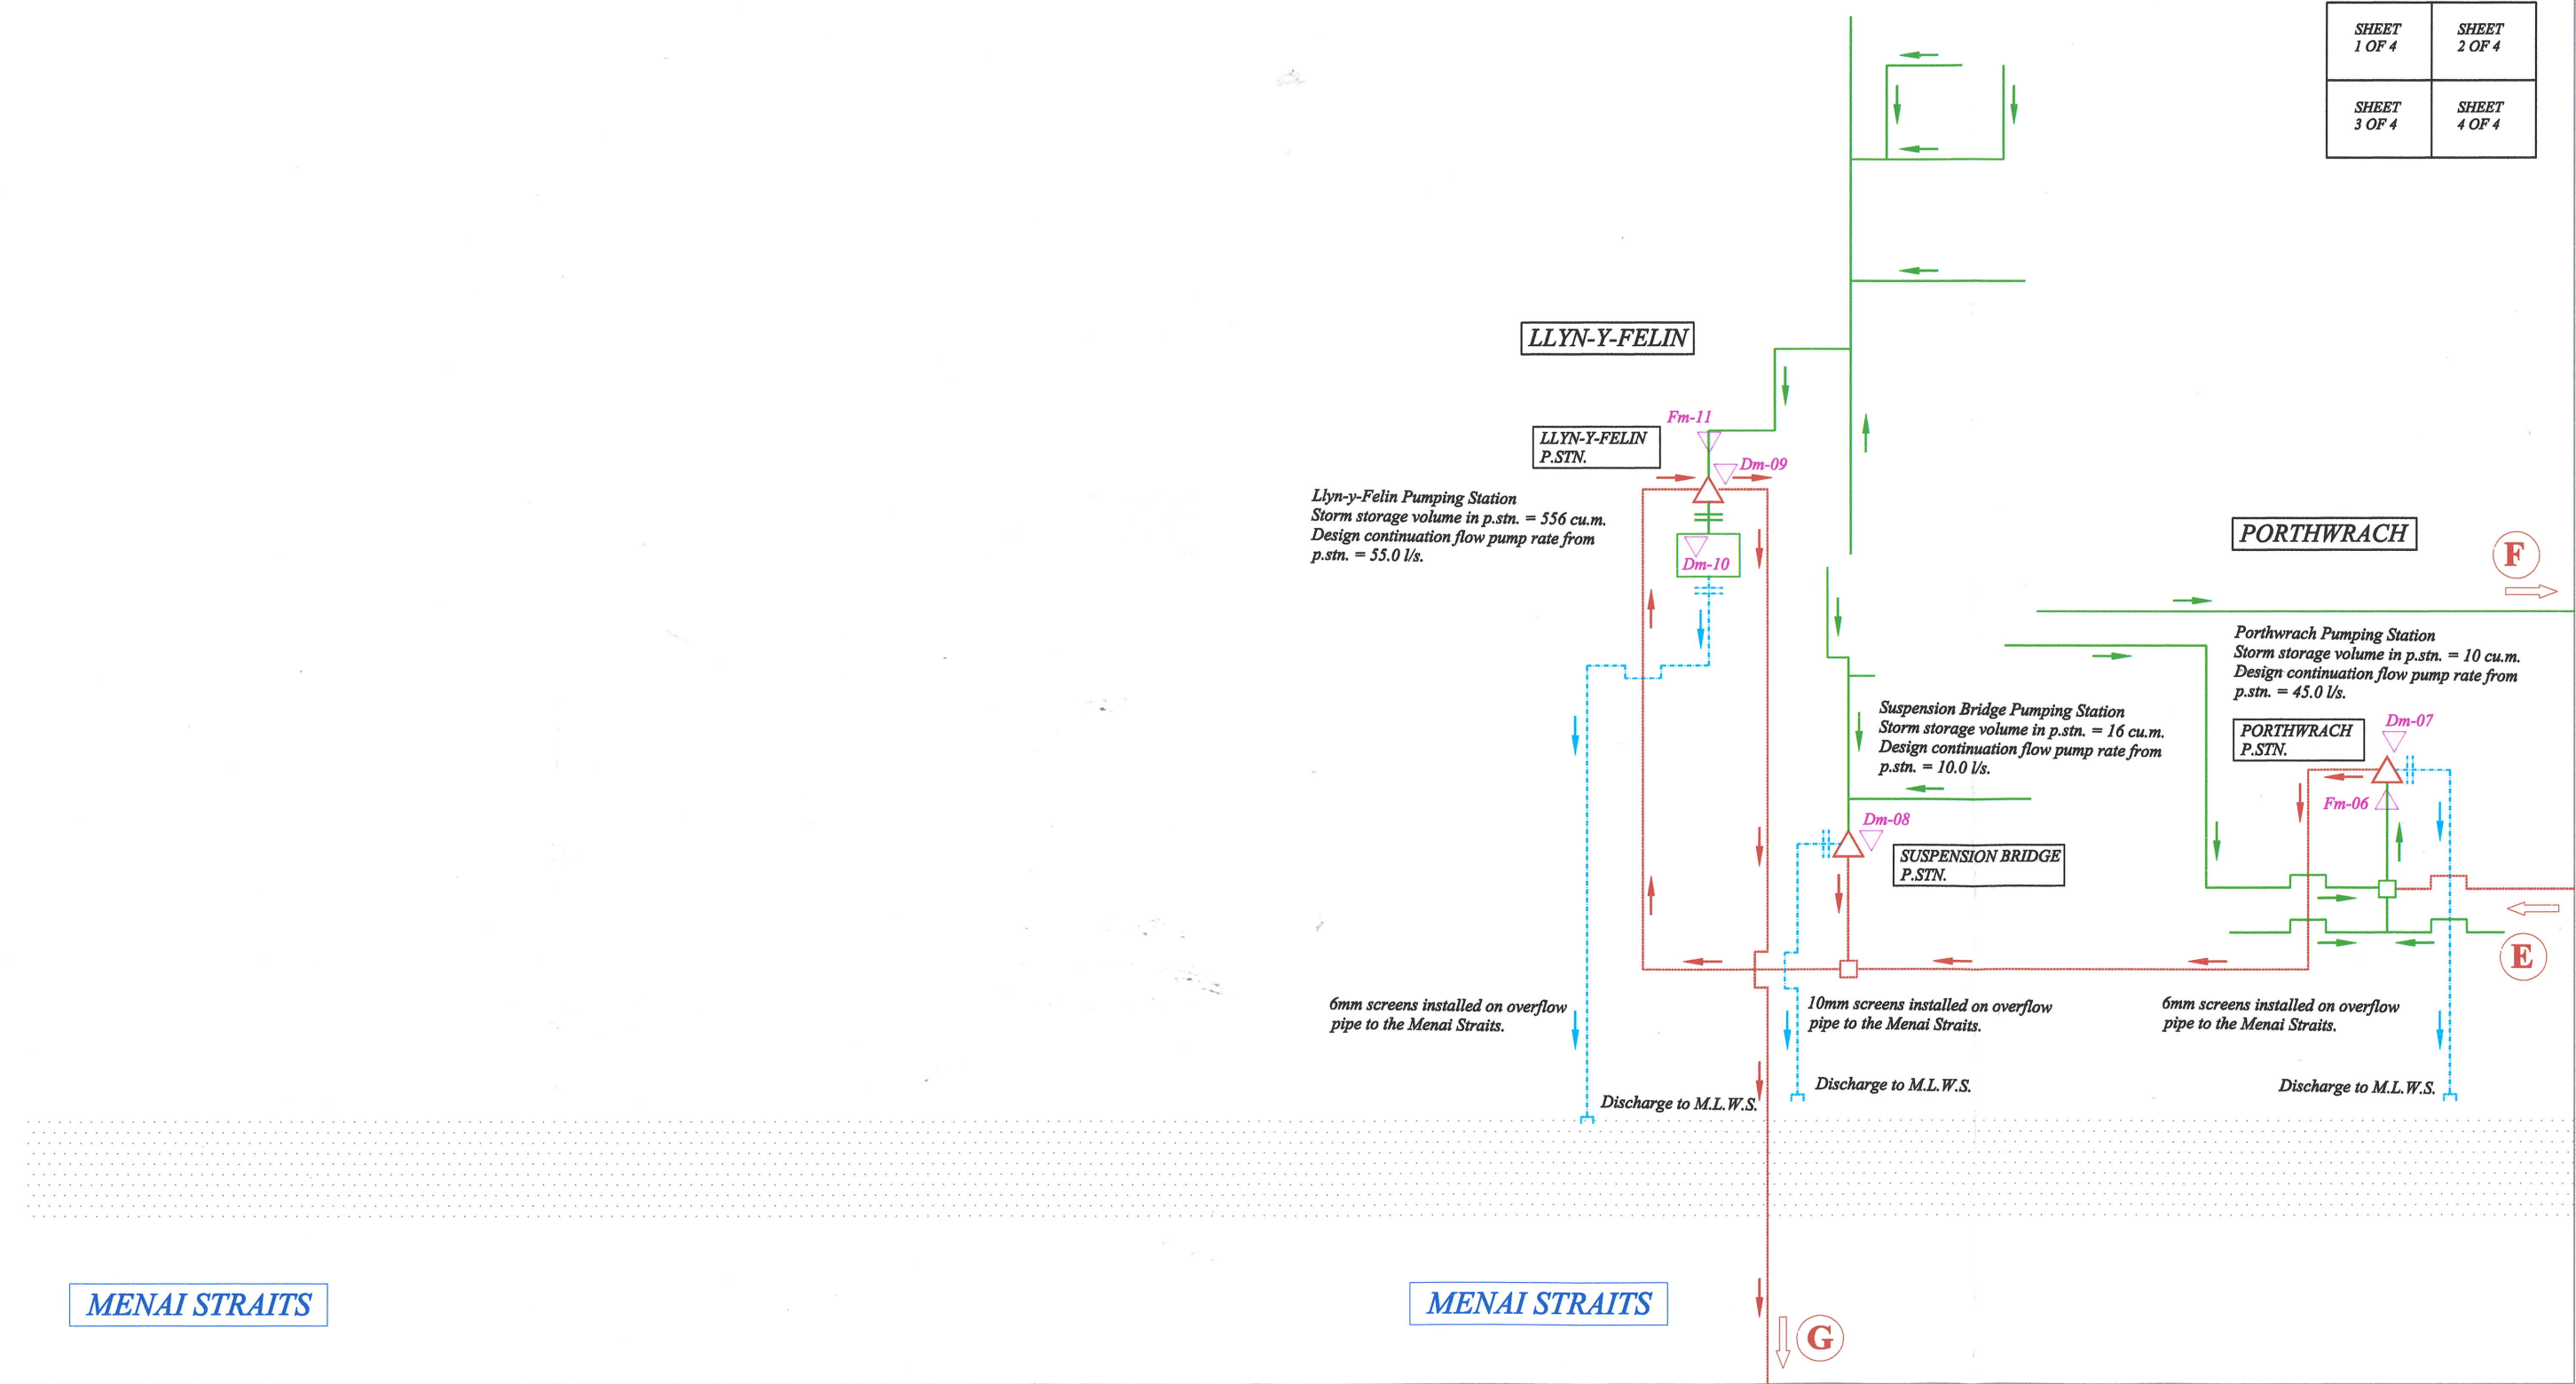 SHEET
1 OF 4
SHEET
2 OF 4
SHEET
3 OF 4
SHEET
4 OF 4
LLYN-Y-FELIN
Fm-11
LLYN-Y-FELIN
P.STN.
Dm-09
Llyn-y-Felin Pumping Station
Storm storage volume in p.stn. = 556 cu.m.
Design continuation flow pump rate from
p.stn. = 55.0 l/s.
Dm-10
PORTHWRACH
F
Porthwrach Pumping Station
Storm storage volume in p.stn. = 10 cu.m.
Design continuation flow pump rate from
p.stn. = 45.0 l/s.
Suspension Bridge Pumping Station
Storm storage volume in p.stn. = 16 cu.m.
Design continuation flow pump rate from
p.stn. = 10.0 l/s.
PORTHWRACH
P.STN.
Dm-07
Fm-06
Dm-08
SUSPENSION BRIDGE
P.STN.
E
6mm screens installed on overflow
pipe to the Menai Straits.
10mm screens installed on overflow
pipe to the Menai Straits.
6mm screens installed on overflow
pipe to the Menai Straits.
Discharge to M.L.W.S.
Discharge to M.L.W.S.
Discharge to M.L.W.S.
MENAI STRAITS
MENAI STRAITS
G